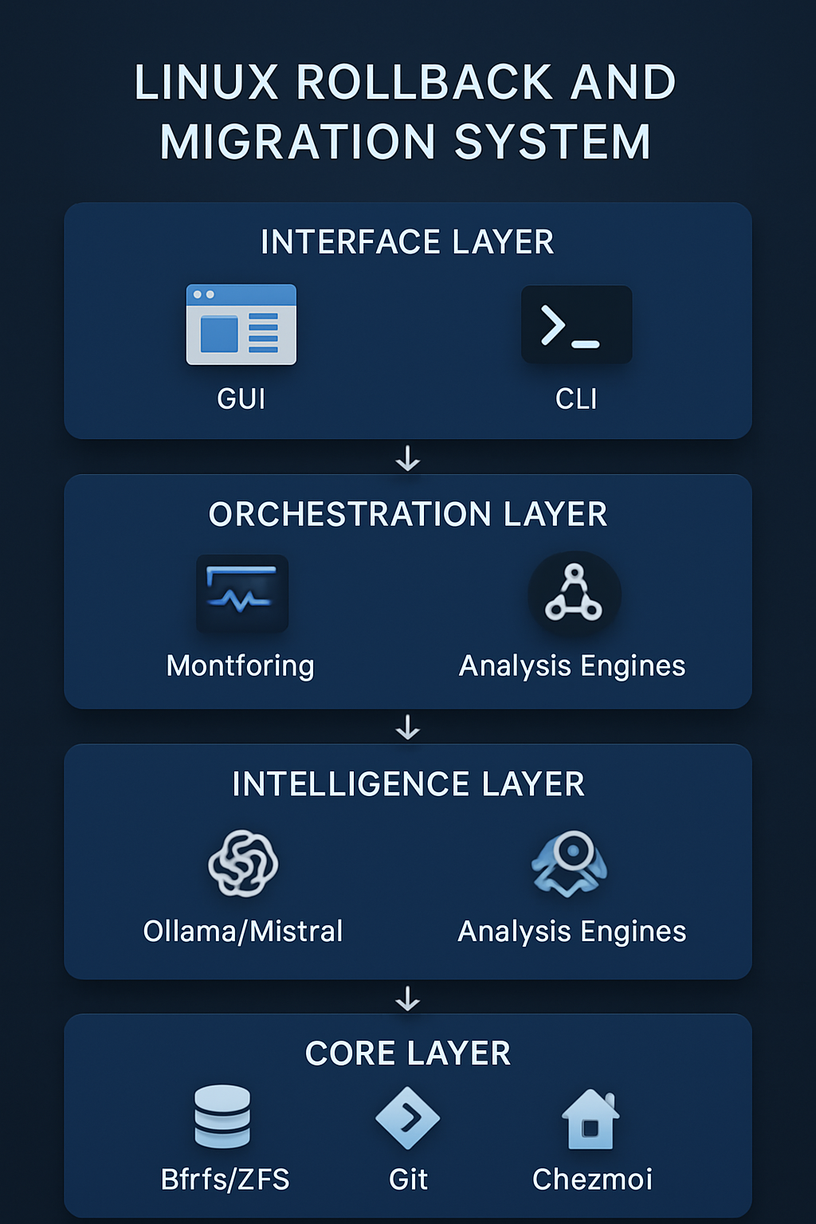 LINUX ROLLBACK AND
MIGRATION SYSTEM
INTERFACE LAYER
GUI
CLI
ORCHESTRATION LAYER
Montforing
Analysis Engines
INTELLIGENCE LAYER
Ollama/Mistral
Analysis Engines
CORE LAYER
Bfrfs/ZFS
Git
Chezmoi